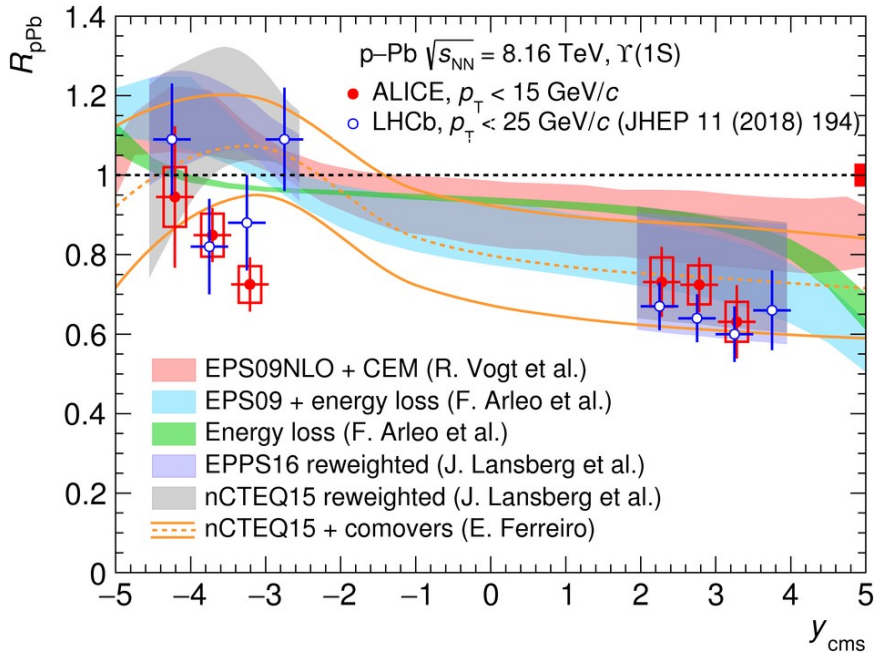 R_pPb
1.4
1.2
1
0.8
0.6
0.4
0.2
0
p–Pb √s_NN = 8.16 TeV, ϒ(1S)
ALICE, p_T < 15 GeV/c
LHCb, p_T < 25 GeV/c (JHEP 11 (2018) 194)
EPS09NLO + CEM (R. Vogt et al.)
EPS09 + energy loss (F. Arleo et al.)
Energy loss (F. Arleo et al.)
EPPS16 reweighted (J. Lansberg et al.)
nCTEQ15 reweighted (J. Lansberg et al.)
nCTEQ15 + comovers (E. Ferreiro)
−5 −4 −3 −2 −1 0 1 2 3 4 5
y_cms